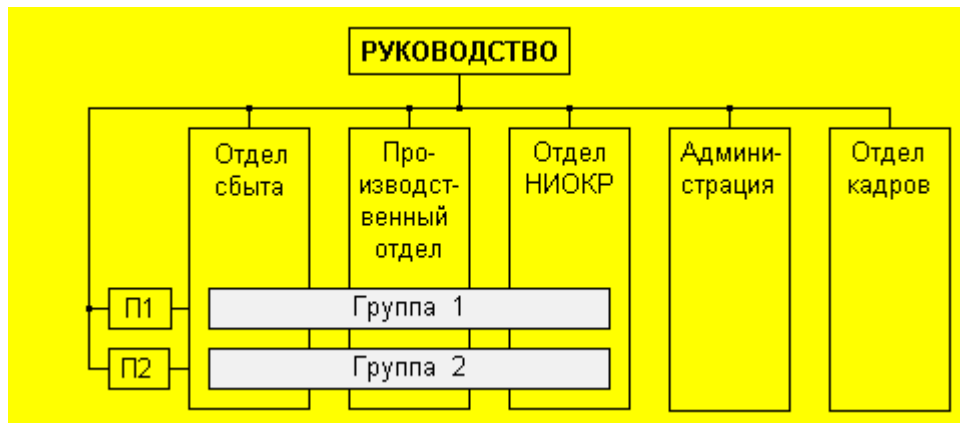 РУКОВОДСТВО
Отдел
сбыта
Про-
изводст-
венный
отдел
Отдел
НИОКР
Админи-
страция
Отдел
кадров
П1
Группа 1
П2
Группа 2